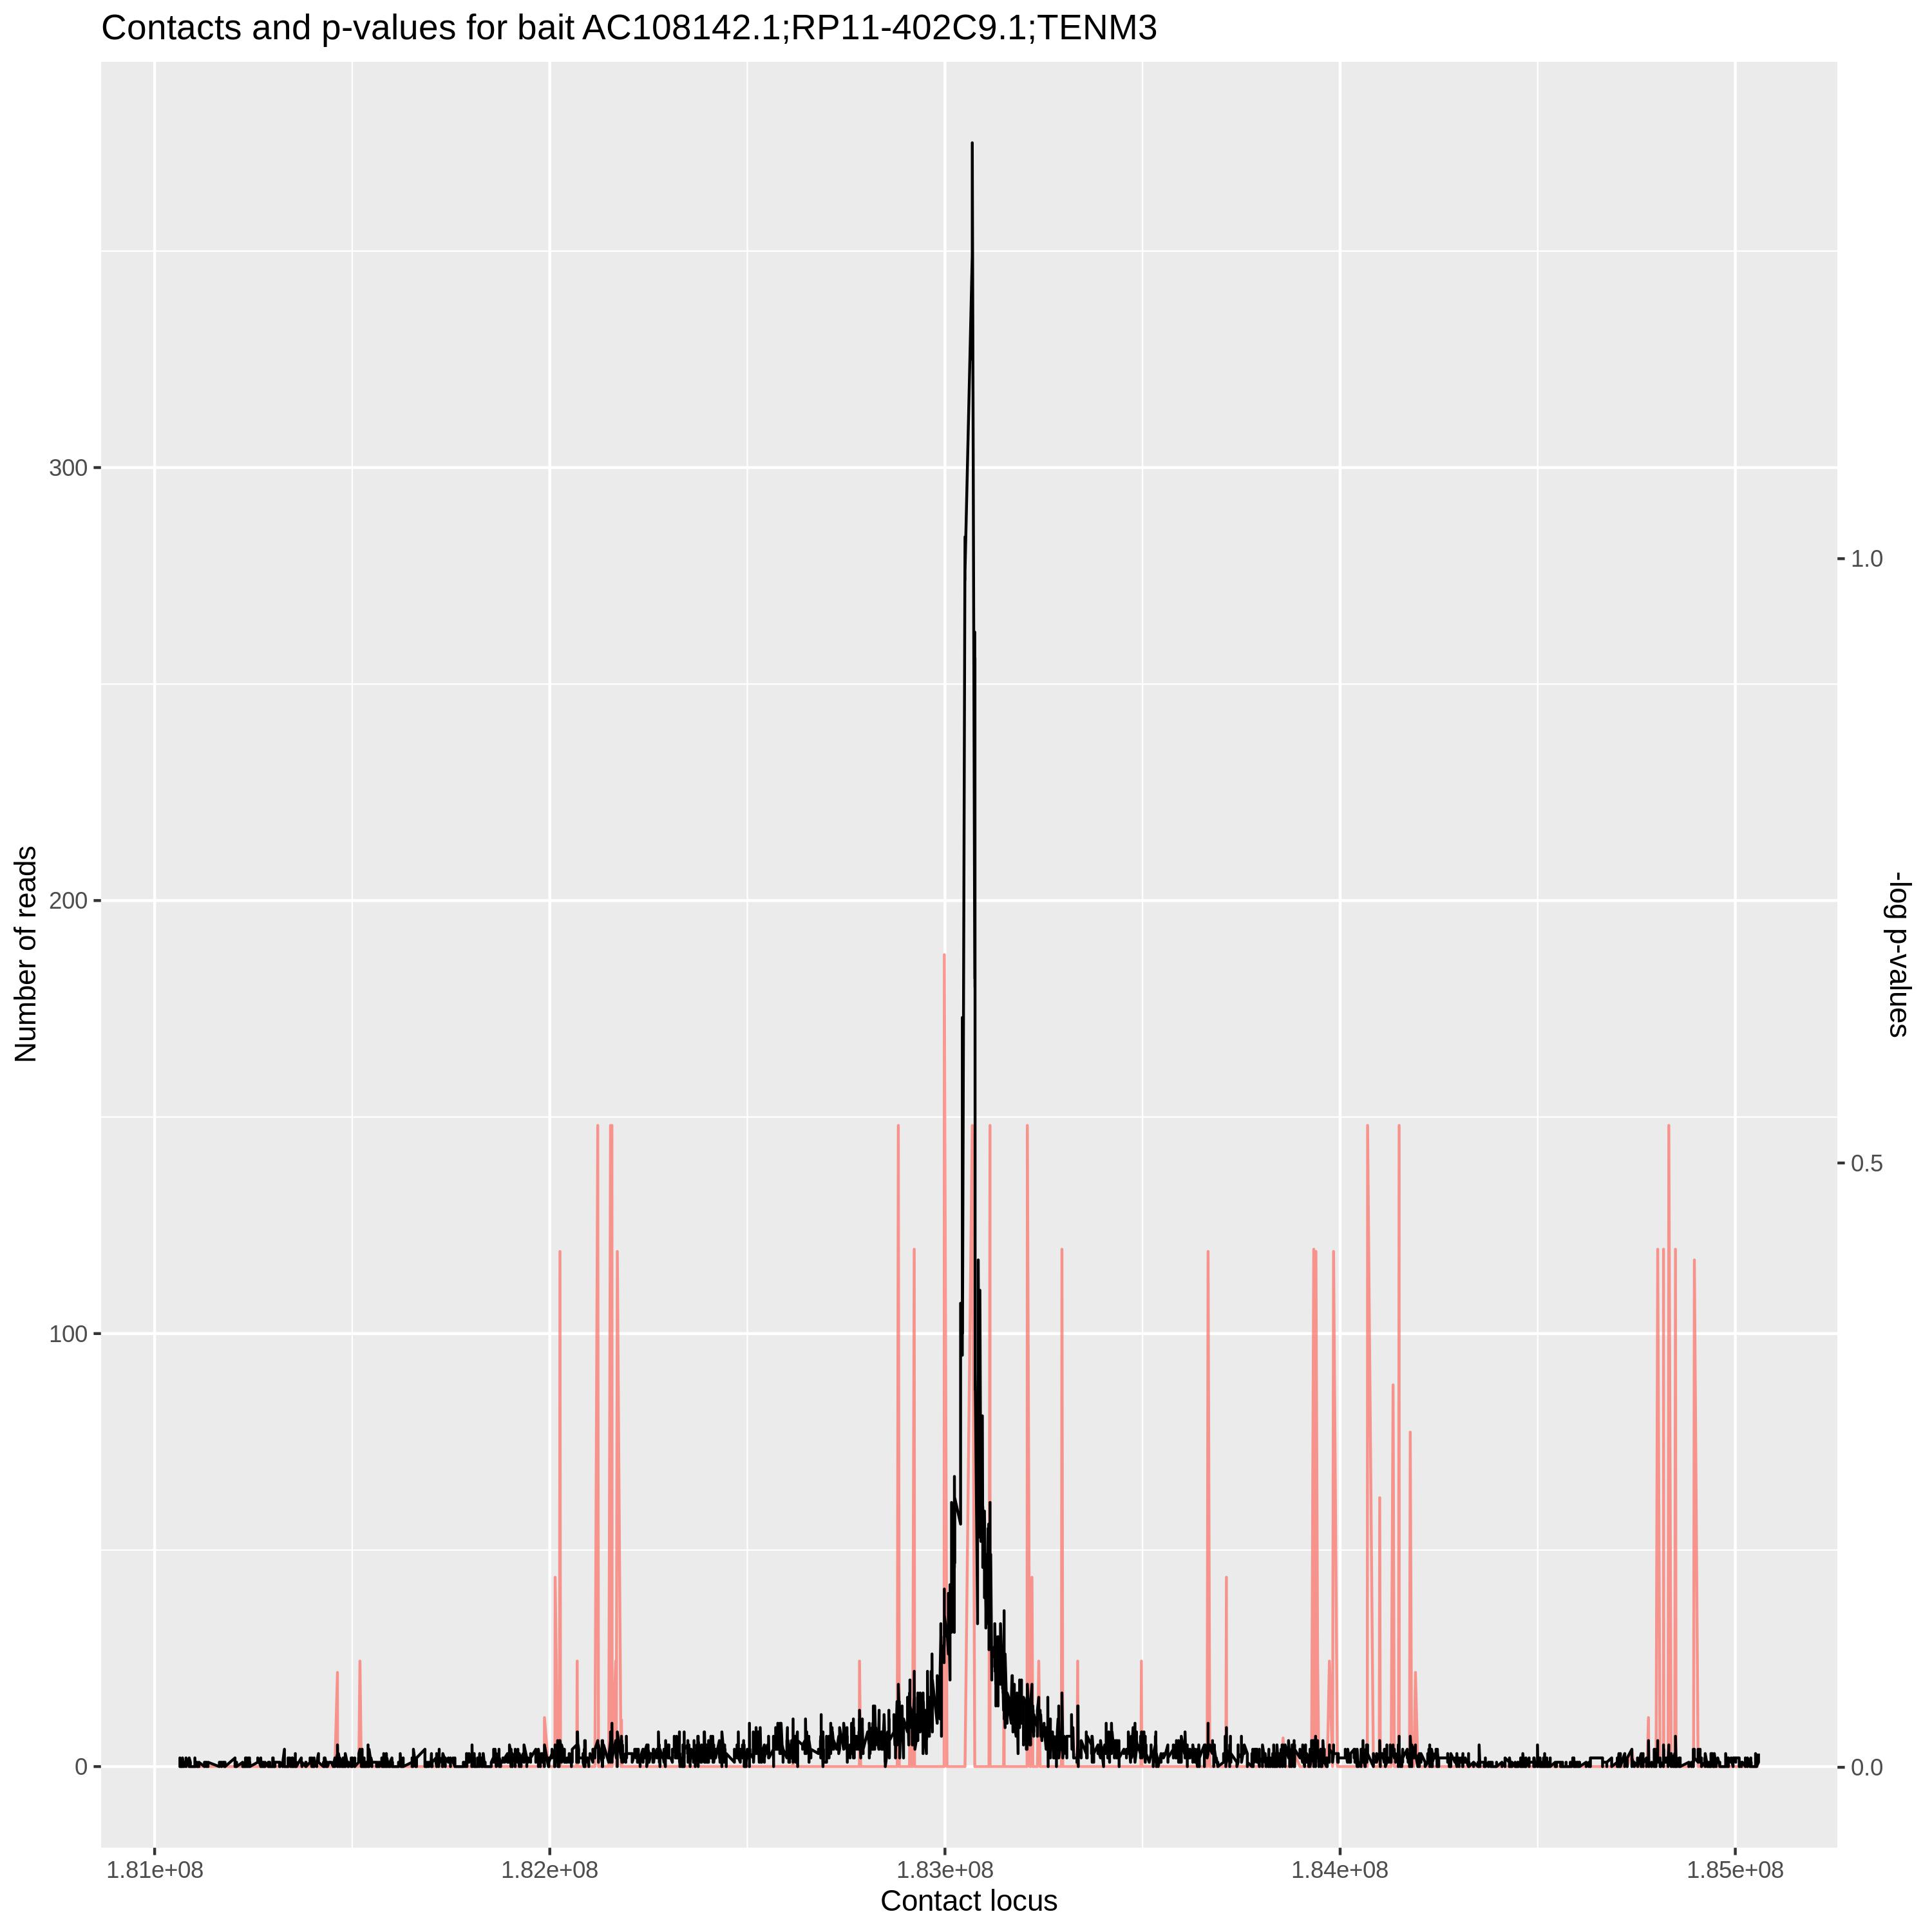 Contacts and p-values for bait AC108142.1;RP11-402C9.1;TENM3
300
200
100
0
Number of reads
1.0
0.5
0.0
-log p-values
1.81e+08 1.82e+08 1.83e+08 1.84e+08 1.85e+08
Contact locus